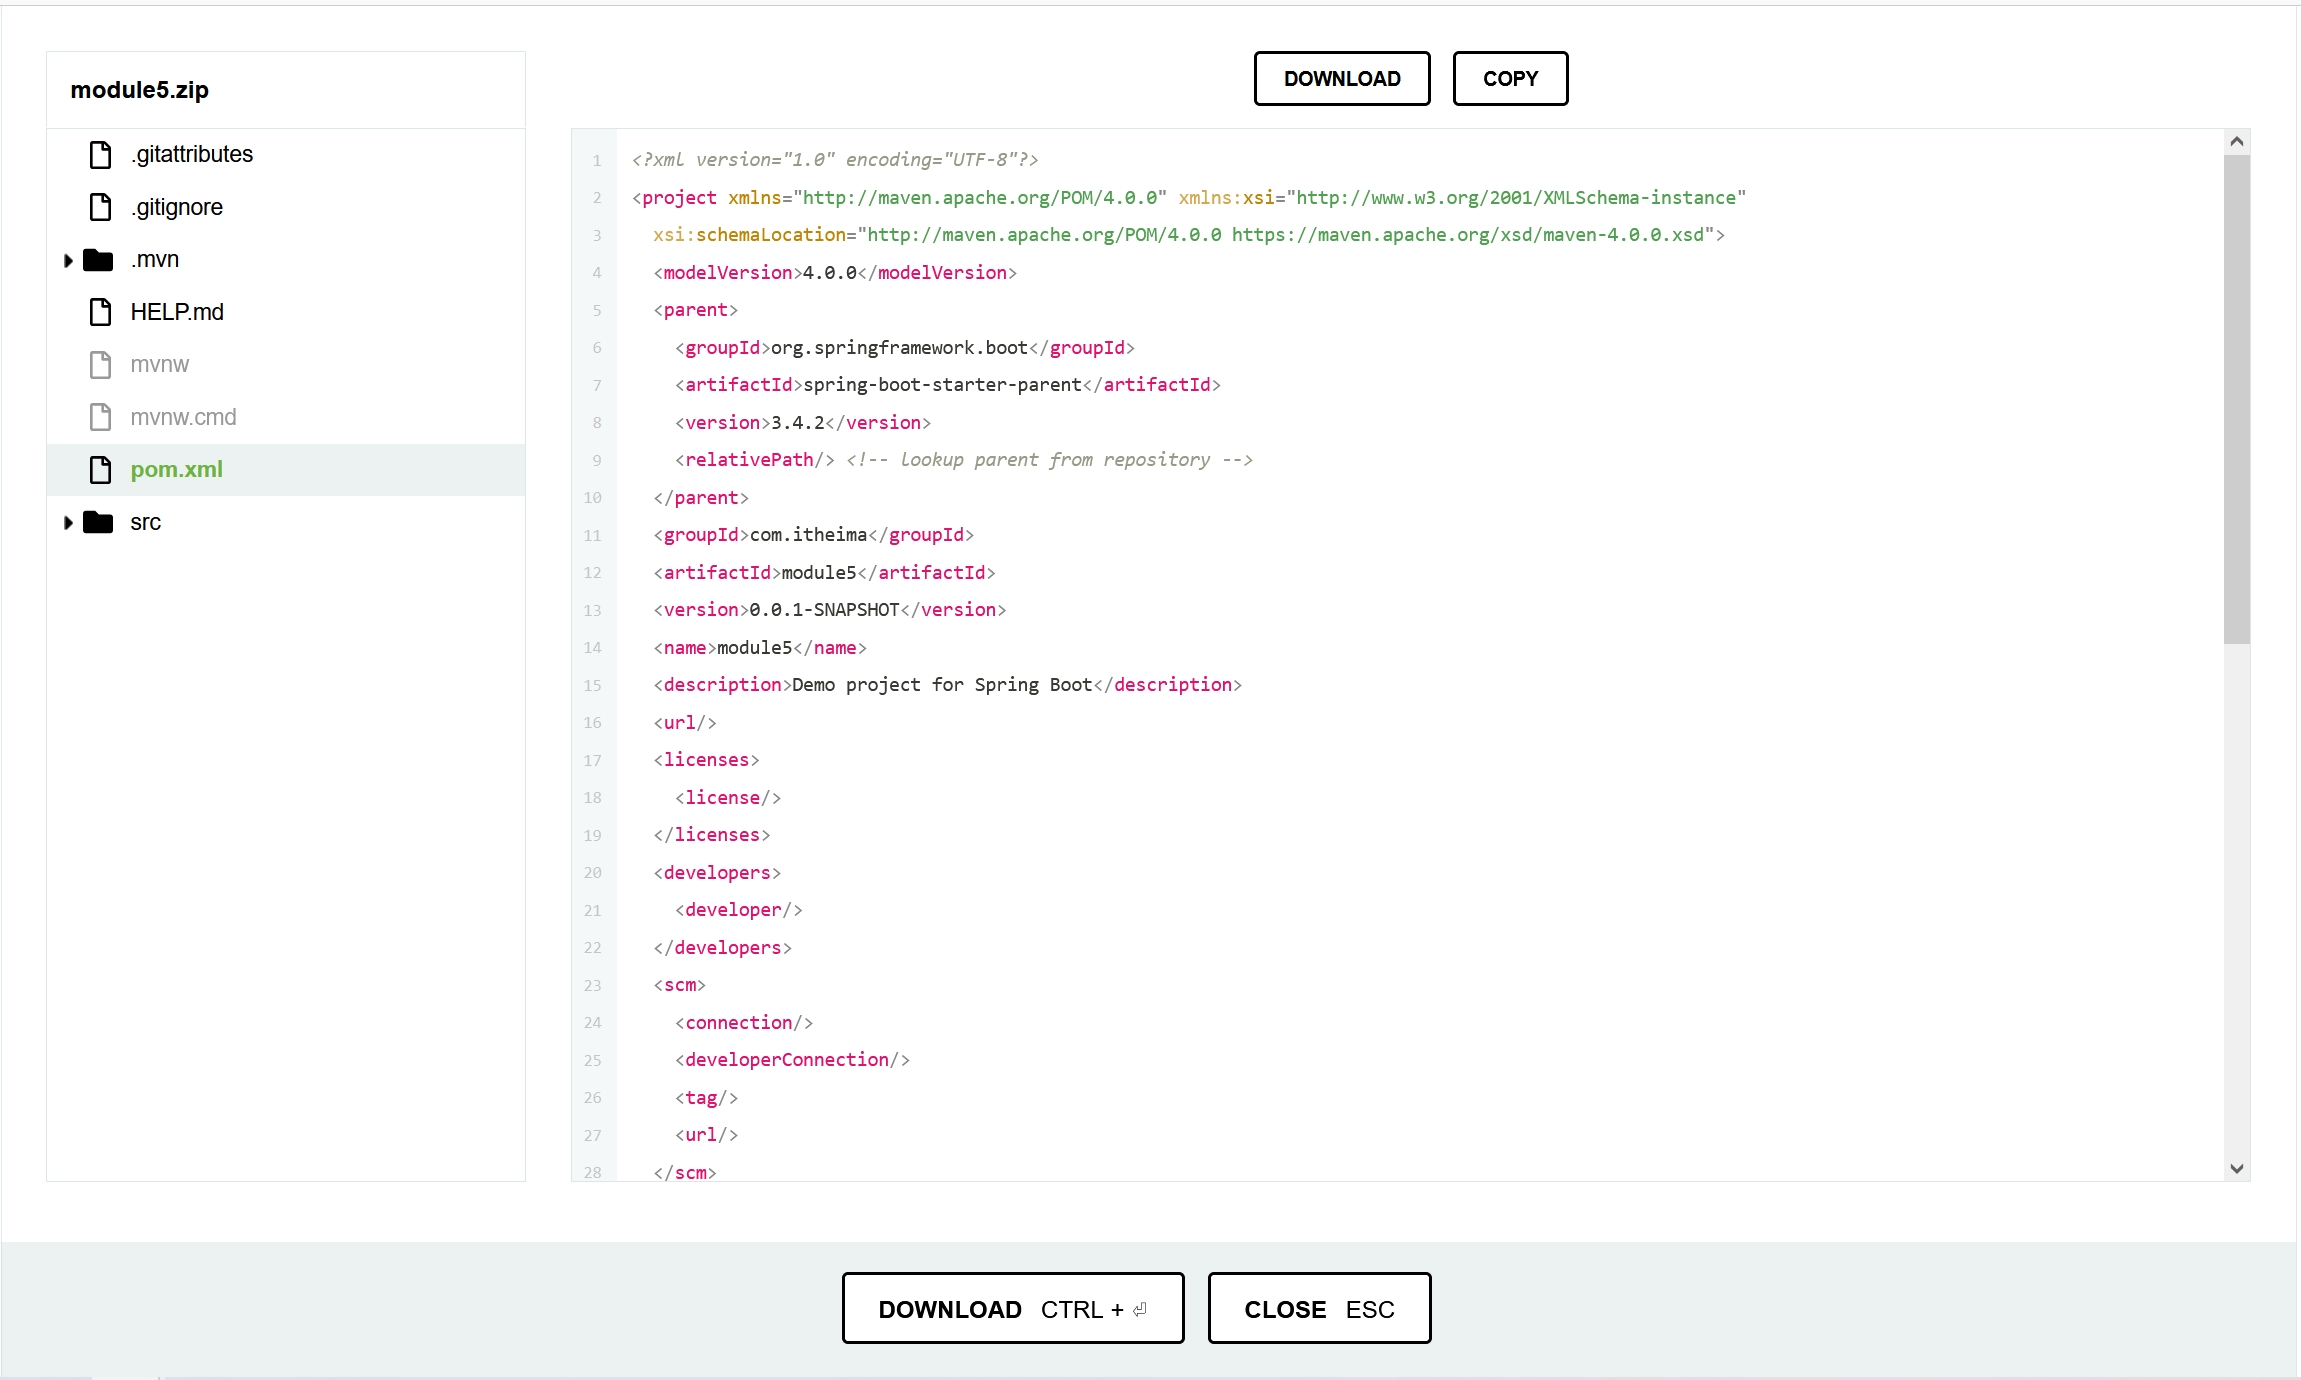 module5.zip
.gitattributes
.gitignore
.mvn
HELP.md
mvnw
mvnw.cmd
pom.xml
src
DOWNLOAD COPY
1 <?xml version="1.0" encoding="UTF-8"?>
2 <project xmlns="http://maven.apache.org/POM/4.0.0" xmlns:xsi="http://www.w3.org/2001/XMLSchema-instance"
3 xsi:schemaLocation="http://maven.apache.org/POM/4.0.0 https://maven.apache.org/xsd/maven-4.0.0.xsd">
4 <modelVersion>4.0.0</modelVersion>
5 <parent>
6 <groupId>org.springframework.boot</groupId>
7 <artifactId>spring-boot-starter-parent</artifactId>
8 <version>3.4.2</version>
9 <relativePath/> <!-- lookup parent from repository -->
10 </parent>
11 <groupId>com.itheima</groupId>
12 <artifactId>module5</artifactId>
13 <version>0.0.1-SNAPSHOT</version>
14 <name>module5</name>
15 <description>Demo project for Spring Boot</description>
16 <url/>
17 <licenses>
18 <license/>
19 </licenses>
20 <developers>
21 <developer/>
22 </developers>
23 <scm>
24 <connection/>
25 <developerConnection/>
26 <tag/>
27 <url/>
28 </scm>
DOWNLOAD CTRL + ⏎ CLOSE ESC